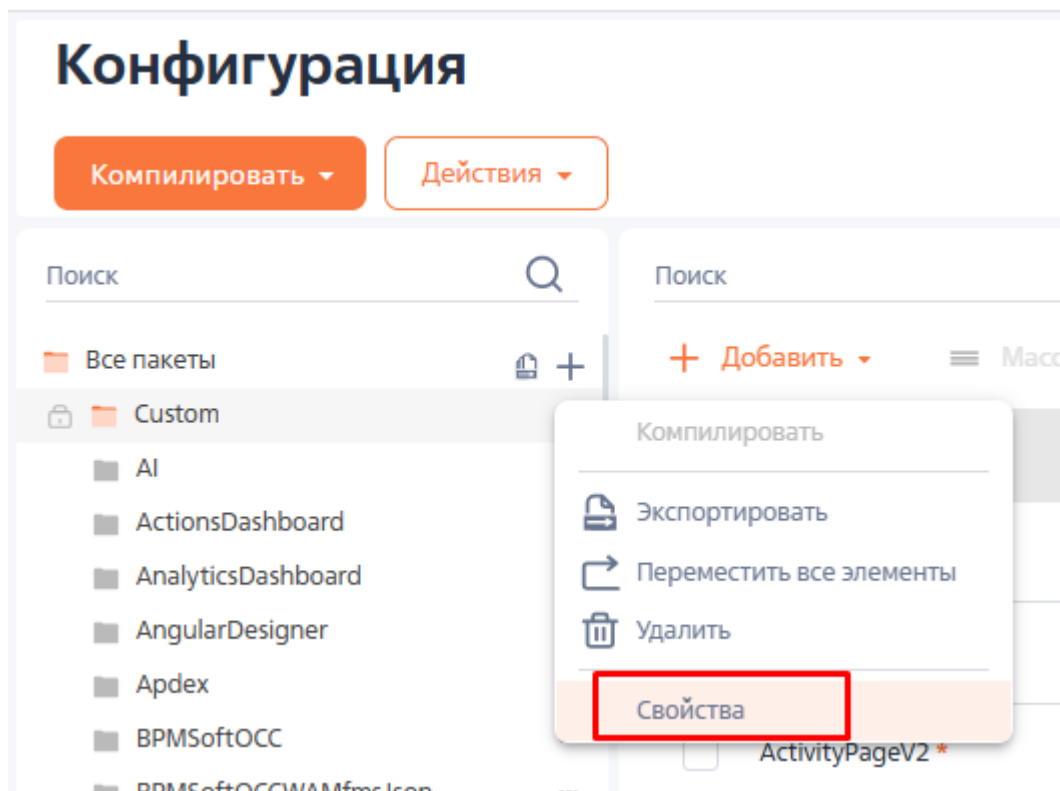 Конфигурация
Компилировать
Действия
Поиск
Поиск
Все пакеты
Добавить
Custom
AI
ActionsDashboard
AnalyticsDashboard
AngularDesigner
Apdex
BPMSoftOCC
Компилировать
Экспортировать
Переместить все элементы
Удалить
Свойства
ActivityPageV2 *